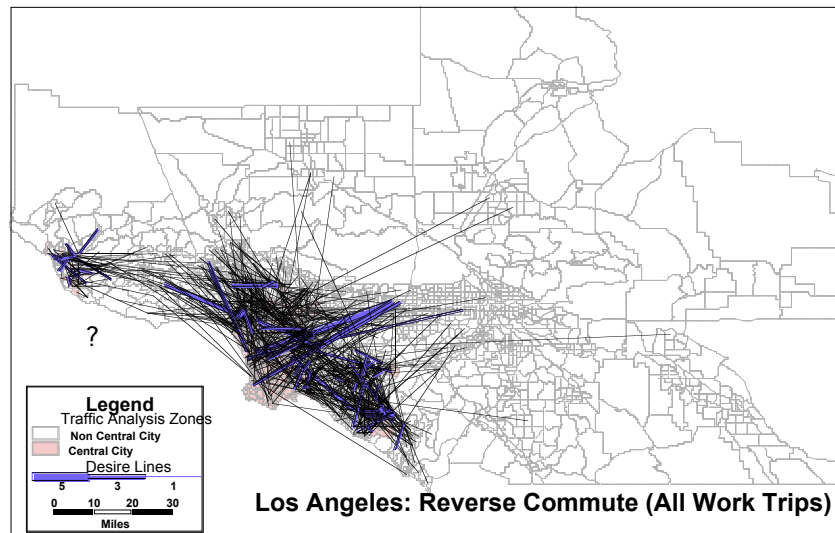 ?
Legend
Traffic Analysis Zones
Non Central City
Central City
Desire Lines
5 3 1
0 10 20 30
Miles
Los Angeles: Reverse Commute (All Work Trips)